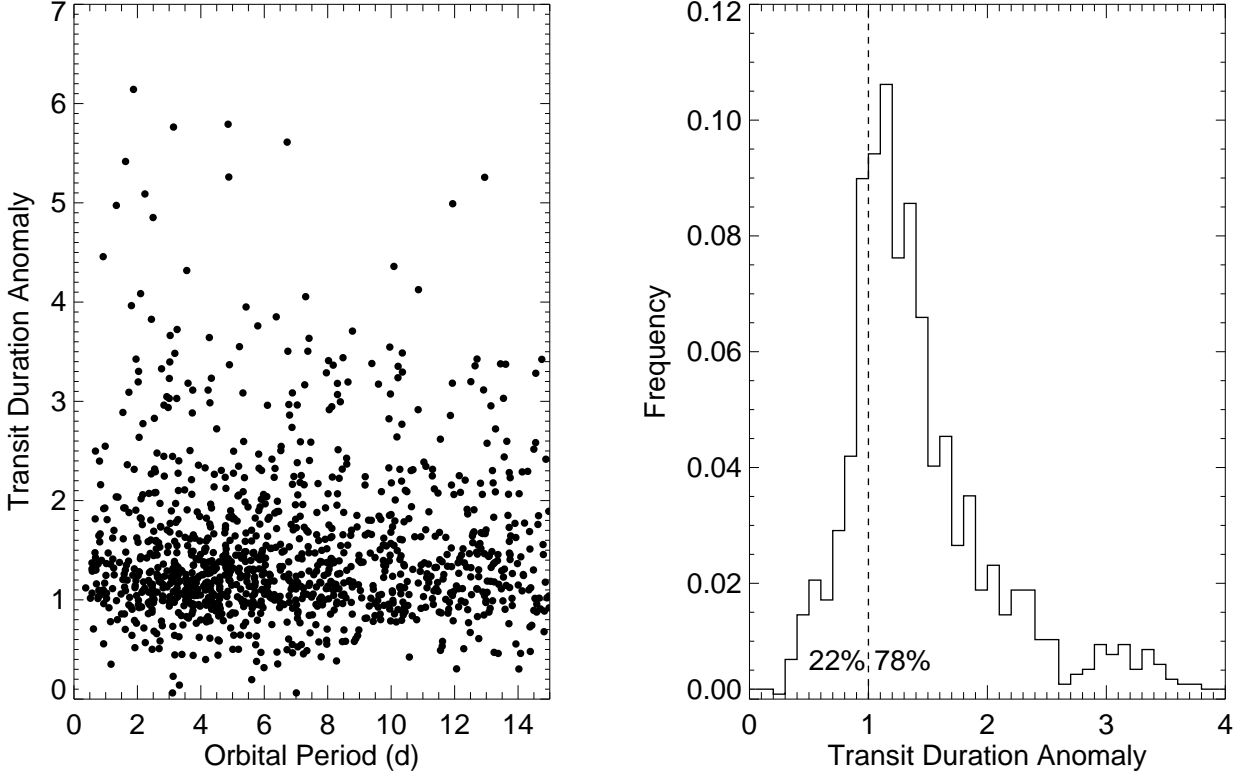 7
6
5
4
3
2
1
0
Transit Duration Anomaly
0 2 4 6 8 10 12 14
Orbital Period (d)
0.12
0.10
0.08
0.06
0.04
0.02
0.00
Frequency
22% 78%
0 1 2 3 4
Transit Duration Anomaly